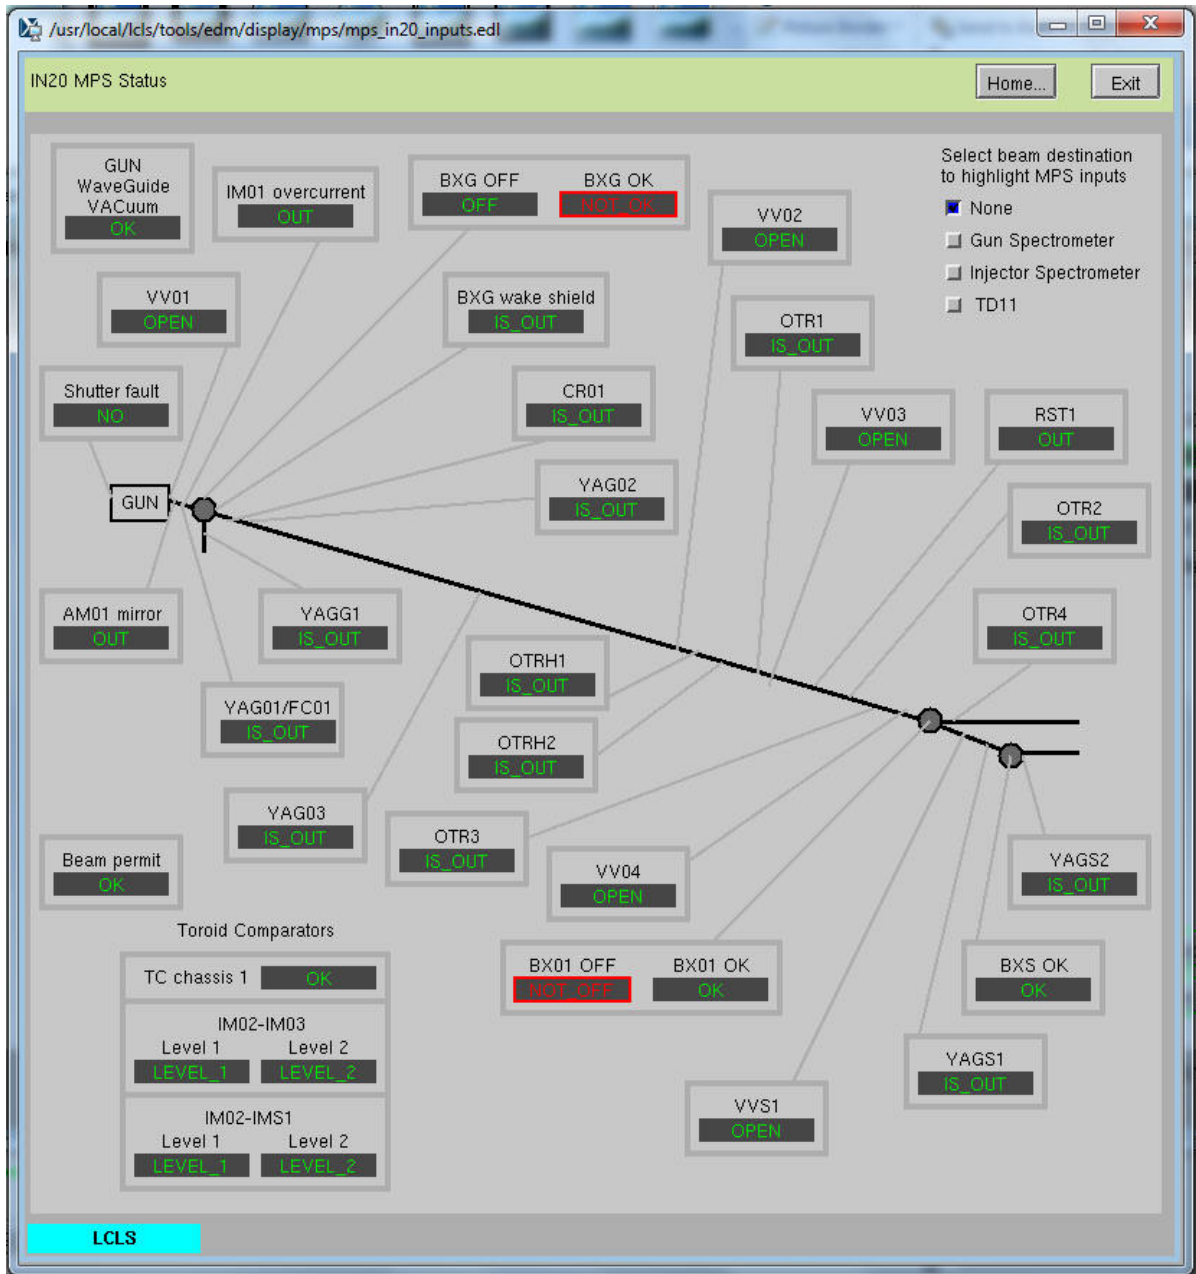 /usr/local/lcls/tools/edm/display/mps/mps_in20_inputs.edl
IN20 MPS Status
Home...
Exit
GUN
WaveGuide
VACuum
OK
IM01 overcurrent
OUT
BXG OFF
OFF
BXG OK
NOT_OK
VV02
OPEN
Select beam destination
to highlight MPS inputs
None
Gun Spectrometer
Injector Spectrometer
TD11
VV01
OPEN
BXG wake shield
IS_OUT
OTR1
IS_OUT
Shutter fault
NO
CR01
IS_OUT
VV03
OPEN
RST1
OUT
GUN
YAG02
IS_OUT
OTR2
IS_OUT
AM01 mirror
OUT
YAGG1
IS_OUT
OTRH1
IS_OUT
OTR4
IS_OUT
YAG01/FC01
IS_OUT
OTRH2
IS_OUT
YAG03
IS_OUT
OTR3
IS_OUT
Beam permit
OK
VV04
OPEN
YAGS2
IS_OUT
Toroid Comparators
TC chassis 1
OK
BX01 OFF
NOT_OFF
BX01 OK
OK
BXS OK
OK
IM02-IM03
Level 1
Level 2
LEVEL_1
LEVEL_2
YAGS1
IS_OUT
IM02-IMS1
Level 1
Level 2
LEVEL_1
LEVEL_2
VVS1
OPEN
LCLS